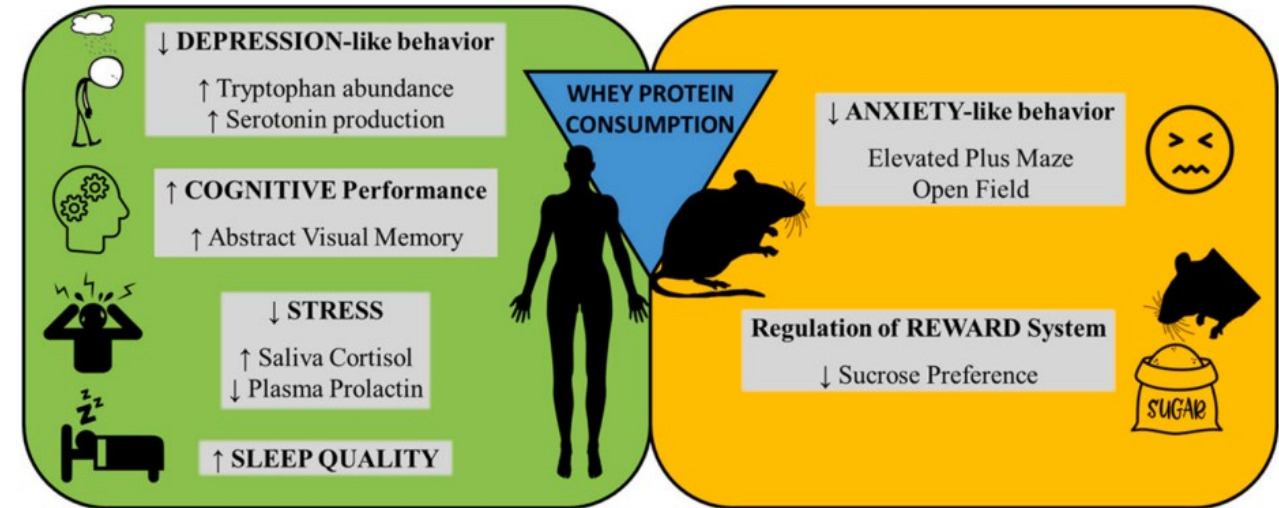 ↓ DEPRESSION-like behavior
↑ Tryptophan abundance
↑ Serotonin production
↑ COGNITIVE Performance
↑ Abstract Visual Memory
↓ STRESS
↑ Saliva Cortisol
↓ Plasma Prolactin
z z z
↑ SLEEP QUALITY
WHEY PROTEIN
CONSUMPTION
↓ ANXIETY-like behavior
Elevated Plus Maze
Open Field
Regulation of REWARD System
↓ Sucrose Preference
SUGAR